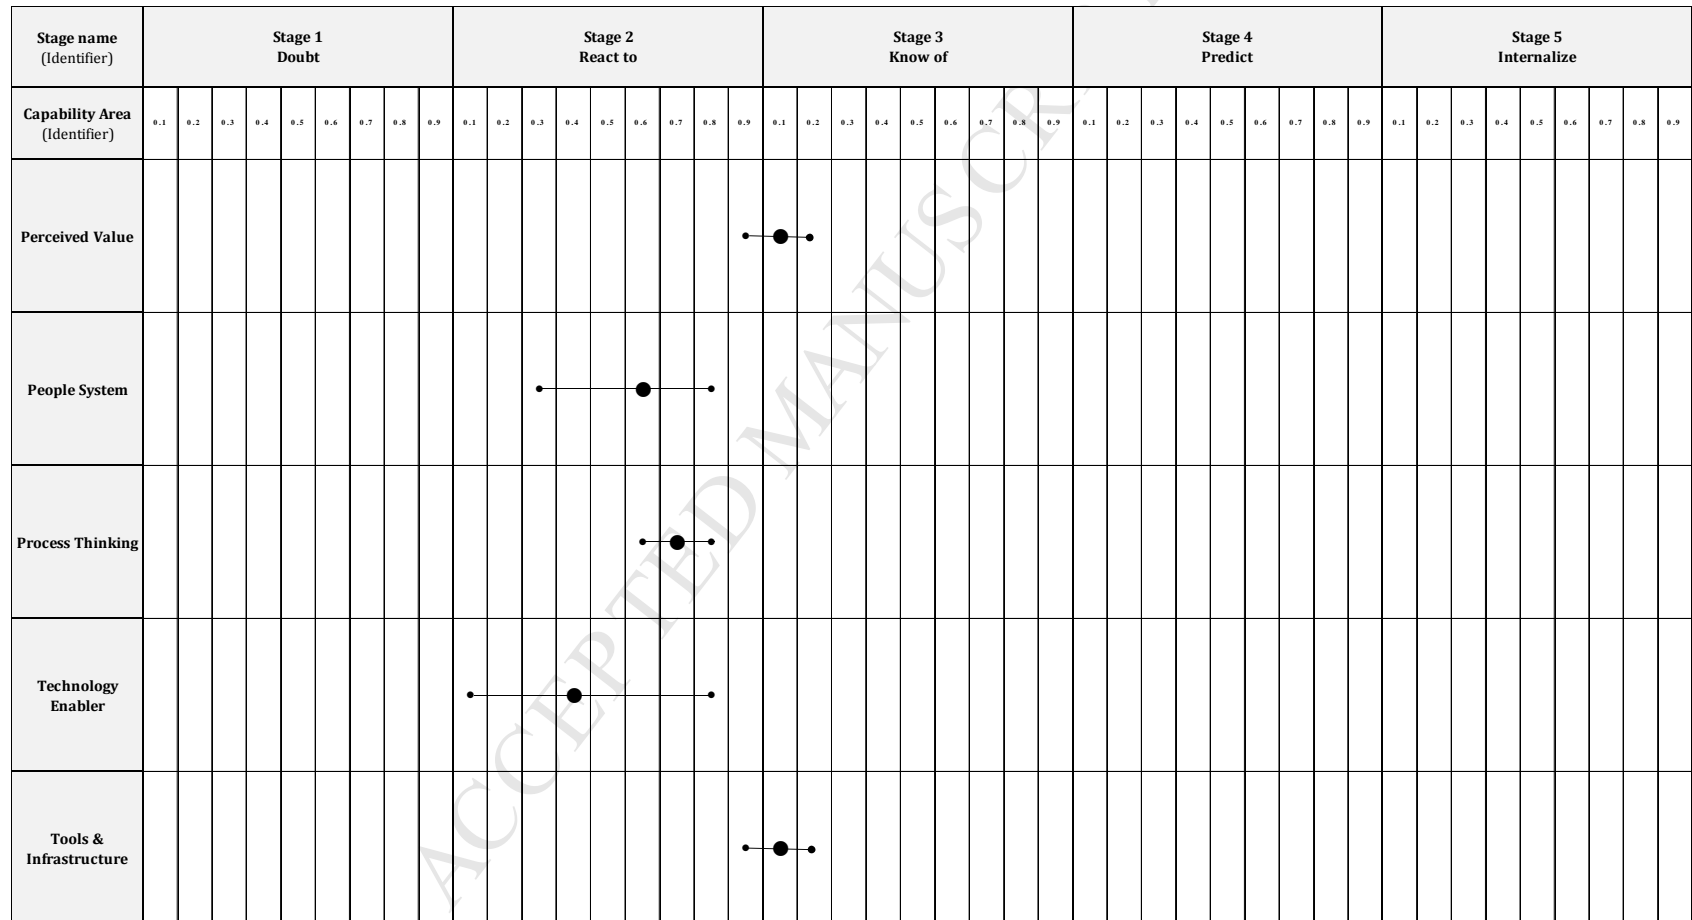 Stage name
(Identifier)
Stage 1
Doubt
Stage 2
React to
Stage 3
Know of
Stage 4
Predict
Stage 5
Internalize
Capability Area
(Identifier)
0.1 0.2 0.3 0.4 0.5 0.6 0.7 0.8 0.9 0.1 0.2 0.3 0.4 0.5 0.6 0.7 0.8 0.9 0.1 0.2 0.3 0.4 0.5 0.6 0.7 0.8 0.9 0.1 0.2 0.3 0.4 0.5 0.6 0.7 0.8 0.9 0.1 0.2 0.3 0.4 0.5 0.6 0.7 0.8 0.9
Perceived Value
People System
Process Thinking
Technology
Enabler
Tools &
Infrastructure
ACCEPTED MANUSCR